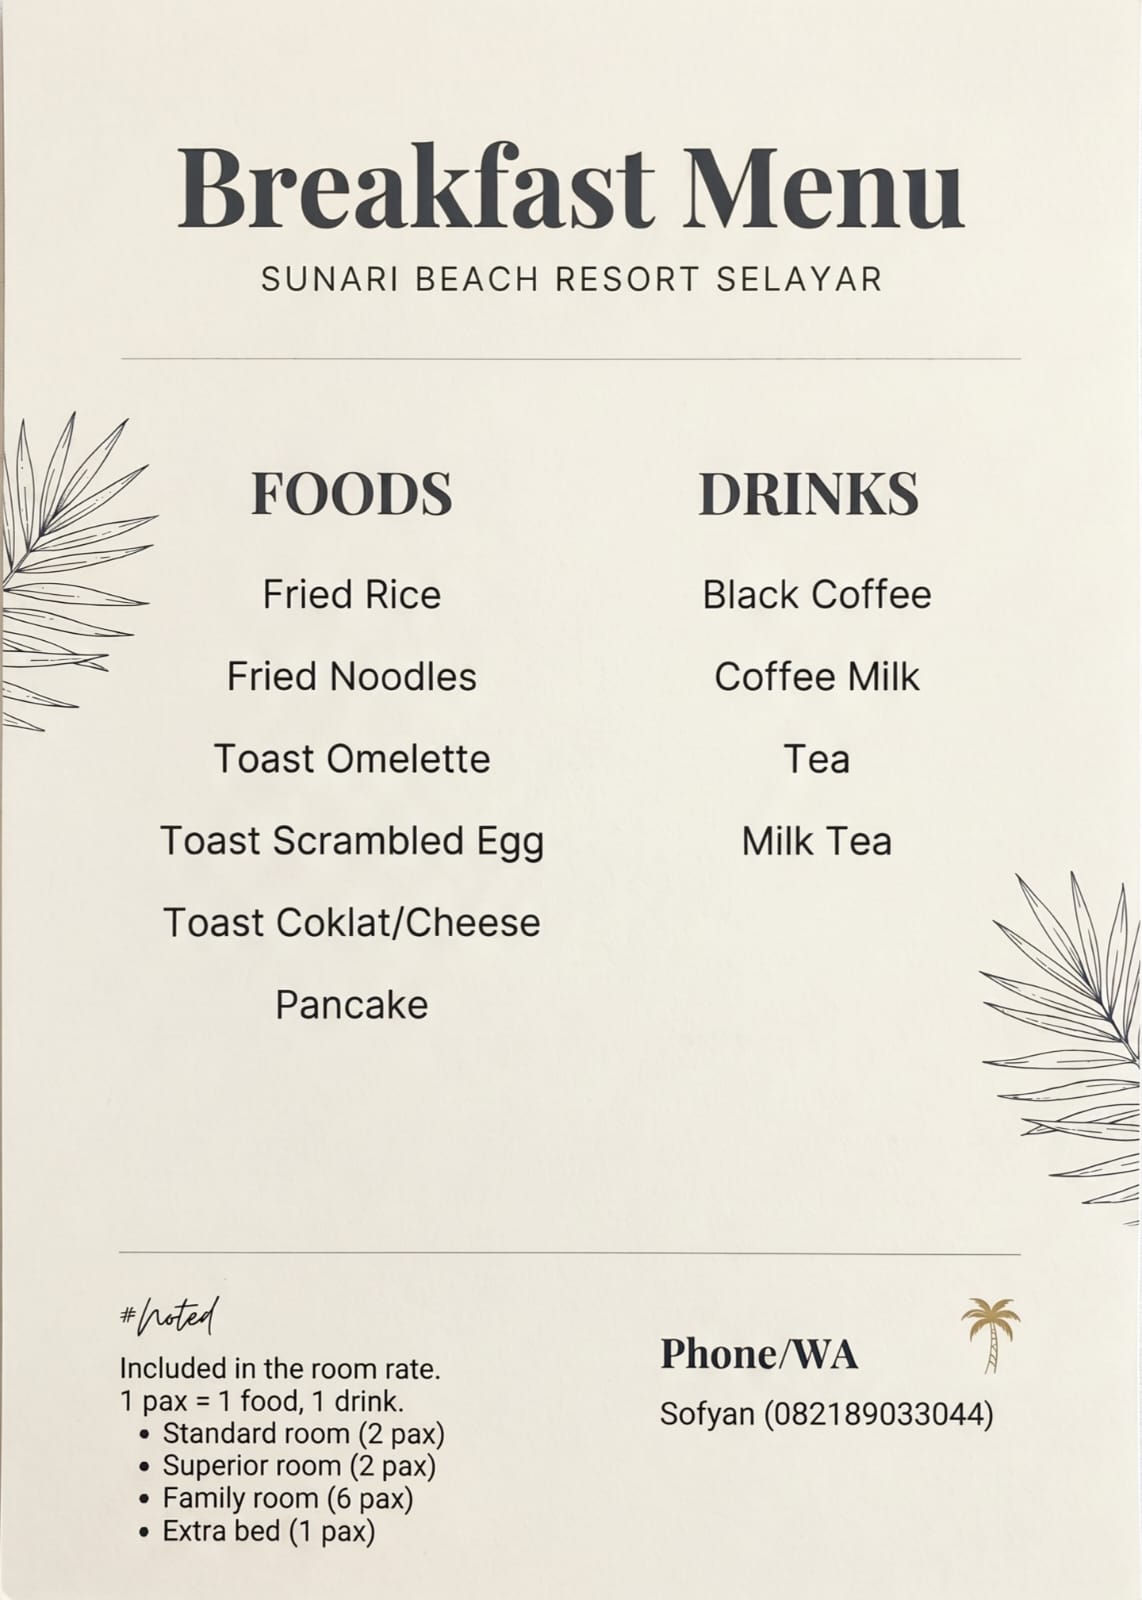 Breakfast Menu
SUNARI BEACH RESORT SELAYAR
FOODS
Fried Rice
Fried Noodles
Toast Omelette
Toast Scrambled Egg
Toast Coklat/Cheese
Pancake
DRINKS
Black Coffee
Coffee Milk
Tea
Milk Tea
#noted
Included in the room rate.
1 pax = 1 food, 1 drink.
• Standard room (2 pax)
• Superior room (2 pax)
• Family room (6 pax)
• Extra bed (1 pax)
Phone/WA
Sofyan (082189033044)